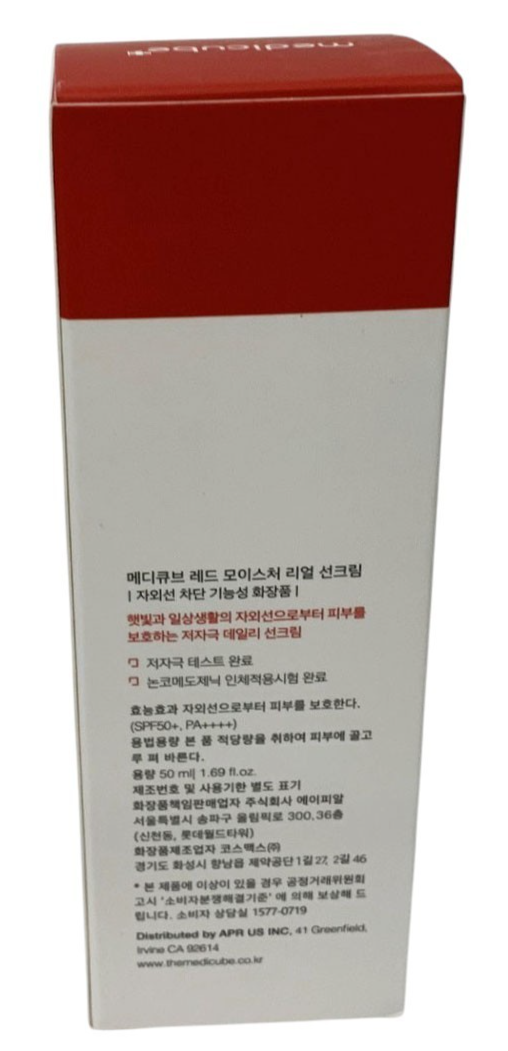 medicube
메디큐브 레드 모이스처 리얼 선크림
| 자외선 차단 기능성 화장품 |
햇빛과 일상생활의 자외선으로부터 피부를
보호하는 저자극 데일리 선크림
저자극 테스트 완료
논코메도제닉 인체적용시험 완료
효능효과 자외선으로부터 피부를 보호한다.
(SPF50+, PA++++)
용법용량 본 품 적당량을 취하여 피부에 골고
루 펴 바른다.
용량 50 ml| 1.69 fl.oz.
제조번호 및 사용기한 별도 표기
화장품책임판매업자 주식회사 에이피알
서울특별시 송파구 올림픽로 300, 36층
(신천동, 롯데월드타워)
화장품제조업자 코스맥스㈜
경기도 화성시 향남읍 제약공단1길 27, 2길 46
* 본 제품에 이상이 있을 경우 공정거래위원회
고시 '소비자분쟁해결기준' 에 의해 보상해 드
립니다. 소비자 상담실 1577-0719
Distributed by APR US INC, 41 Greenfield,
Irvine CA 92614
www.themedicube.co.kr